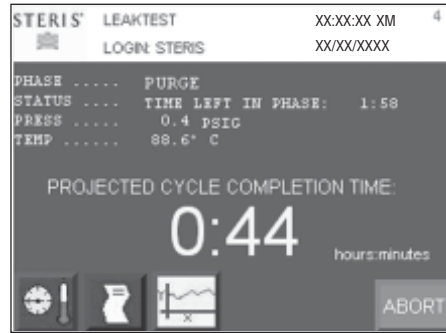 STERIS® LEAKTEST XX:XX:XX XM 4
LOGIN: STERIS XX/XX/XXXX
PHASE ..... PURGE
STATUS .... TIME LEFT IN PHASE: 1:58
PRESS ..... 0.4 PSIG
TEMP ...... 88.6° C
PROJECTED CYCLE COMPLETION TIME:
0:44 hours:minutes
ABORT